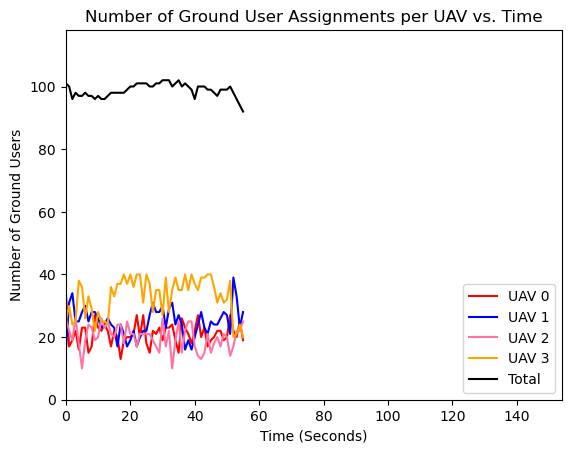 Number of Ground User Assignments per UAV vs. Time
Number of Ground Users
100
80
60
40
20
0
0 20 40 60 80 100 120 140
Time (Seconds)
UAV 0
UAV 1
UAV 2
UAV 3
Total